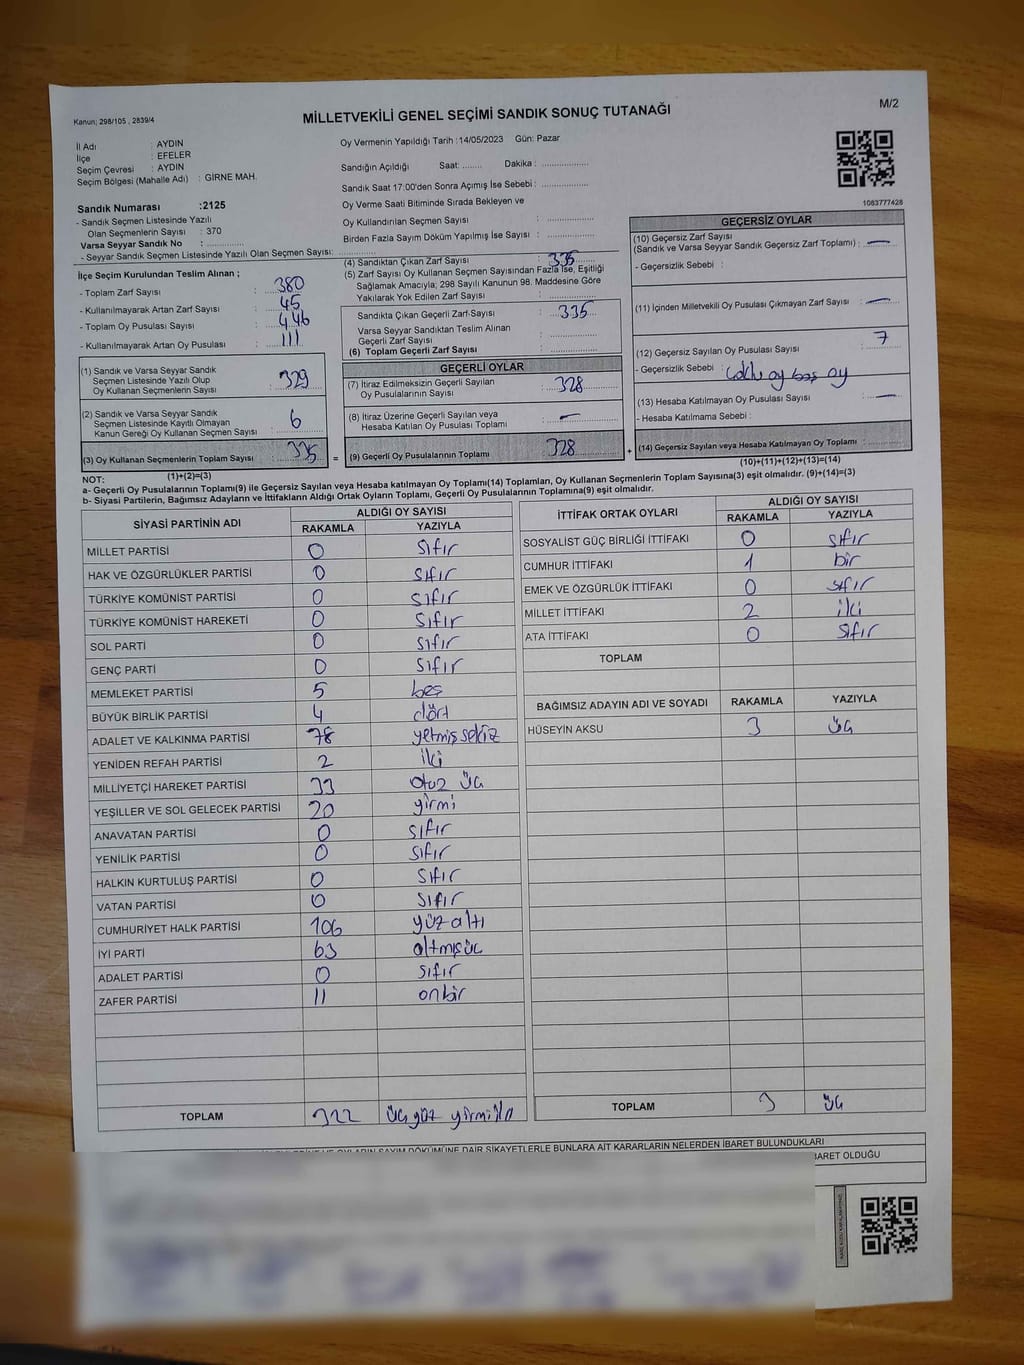 Kanun; 298/105 , 2839/4
MİLLETVEKİLİ GENEL SEÇİMİ SANDIK SONUÇ TUTANAĞI
M/2
İl Adı : AYDIN
İlçe : EFELER
Seçim Çevresi : AYDIN
Seçim Bölgesi (Mahalle Adı) : GİRNE MAH.
Oy Vermenin Yapıldığı Tarih : 14/05/2023 Gün: Pazar
Sandığın Açıldığı Saat: ....... Dakika : ................
Sandık Saat 17:00'den Sonra Açımış İse Sebebi : ................
Oy Verme Saati Bitiminde Sırada Bekleyen ve
Oy Kullandırılan Seçmen Sayısı : ................
Birden Fazla Sayım Döküm Yapılmış İse Sayısı : ................
1083777428
Sandık Numarası :2125
- Sandık Seçmen Listesinde Yazılı
Olan Seçmenlerin Sayısı : 370
Varsa Seyyar Sandık No : .............
- Seyyar Sandık Seçmen Listesinde Yazılı Olan Seçmen Sayısı: .............
İlçe Seçim Kurulundan Teslim Alınan ;
- Toplam Zarf Sayısı : 380
- Kullanılmayarak Artan Zarf Sayısı : 45
- Toplam Oy Pusulası Sayısı : 446
- Kullanılmayarak Artan Oy Pusulası : 111
(1) Sandık ve Varsa Seyyar Sandık
Seçmen Listesinde Yazılı Olup
Oy Kullanan Seçmenlerin Sayısı : 329
(2) Sandık ve Varsa Seyyar Sandık
Seçmen Listesinde Kayıtlı Olmayan
Kanun Gereği Oy Kullanan Seçmen Sayısı : 6
(3) Oy Kullanan Seçmenlerin Toplam Sayısı : 335
(1)+(2)=(3)
(4) Sandıktan Çıkan Zarf Sayısı : 335
(5) Zarf Sayısı Oy Kullanan Seçmen Sayısından Fazla İse, Eşitliği
Sağlamak Amacıyla; 298 Sayılı Kanunun 98. Maddesine Göre
Yakılarak Yok Edilen Zarf Sayısı : ................
Sandıkta Çıkan Geçerli Zarf Sayısı : 335
Varsa Seyyar Sandıktan Teslim Alınan
Geçerli Zarf Sayısı : ................
(6) Toplam Geçerli Zarf Sayısı : ................
GEÇERLİ OYLAR
(7) İtiraz Edilmeksizin Geçerli Sayılan
Oy Pusulalarının Sayısı : 328
(8) İtiraz Üzerine Geçerli Sayılan veya
Hesaba Katılan Oy Pusulası Toplamı : —
= (9) Geçerli Oy Pusulalarının Toplamı : 328
GEÇERSİZ OYLAR
(10) Geçersiz Zarf Sayısı
(Sandık ve Varsa Seyyar Sandık Geçersiz Zarf Toplamı) : —
- Geçersizlik Sebebi :
(11) İçinden Milletvekili Oy Pusulası Çıkmayan Zarf Sayısı : —
(12) Geçersiz Sayılan Oy Pusulası Sayısı : 7
- Geçersizlik Sebebi : oy boş oy
(13) Hesaba Katılmayan Oy Pusulası Sayısı : —
- Hesaba Katılmama Sebebi :
+ (14) Geçersiz Sayılan veya Hesaba Katılmayan Oy Toplamı : ..........
(10)+(11)+(12)+(13)=(14)
NOT:
a- Geçerli Oy Pusulalarının Toplamı(9) ile Geçersiz Sayılan veya Hesaba katılmayan Oy Toplamı(14) Toplamları, Oy Kullanan Seçmenlerin Toplam Sayısına(3) eşit olmalıdır. (9)+(14)=(3)
b- Siyasi Partilerin, Bağımsız Adayların ve İttifakların Aldığı Ortak Oyların Toplamı, Geçerli Oy Pusulalarının Toplamına(9) eşit olmalıdır.
SİYASİ PARTİNİN ADI ALDIĞI OY SAYISI
RAKAMLA YAZIYLA
MİLLET PARTİSİ 0 sıfır
HAK VE ÖZGÜRLÜKLER PARTİSİ 0 sıfır
TÜRKİYE KOMÜNİST PARTİSİ 0 sıfır
TÜRKİYE KOMÜNİST HAREKETİ 0 sıfır
SOL PARTİ 0 sıfır
GENÇ PARTİ 0 sıfır
MEMLEKET PARTİSİ 5 beş
BÜYÜK BİRLİK PARTİSİ 4 dört
ADALET VE KALKINMA PARTİSİ 78 yetmiş sekiz
YENİDEN REFAH PARTİSİ 2 iki
MİLLİYETÇİ HAREKET PARTİSİ 33 otuz üç
YEŞİLLER VE SOL GELECEK PARTİSİ 20 yirmi
ANAVATAN PARTİSİ 0 sıfır
YENİLİK PARTİSİ 0 sıfır
HALKIN KURTULUŞ PARTİSİ 0 sıfır
VATAN PARTİSİ 0 sıfır
CUMHURİYET HALK PARTİSİ 106 yüz altı
İYİ PARTİ 63 altmış üç
ADALET PARTİSİ 0 sıfır
ZAFER PARTİSİ 11 onbir
TOPLAM 322 üç yüz
İTTİFAK ORTAK OYLARI ALDIĞI OY SAYISI
RAKAMLA YAZIYLA
SOSYALİST GÜÇ BİRLİĞİ İTTİFAKI 0 sıfır
CUMHUR İTTİFAKI 1 bir
EMEK VE ÖZGÜRLÜK İTTİFAKI 0 sıfır
MİLLET İTTİFAKI 2 iki
ATA İTTİFAKI 0 sıfır
TOPLAM
BAĞIMSIZ ADAYIN ADI VE SOYADI RAKAMLA YAZIYLA
HÜSEYİN AKSU 3 üç
TOPLAM 3 üç
OYLARIN SAYIM DÖKÜMÜNE DAİR ŞİKAYETLERLE BUNLARA AİT KARARLARIN NELERDEN İBARET BULUNDUKLARI
İBARET OLDUĞU